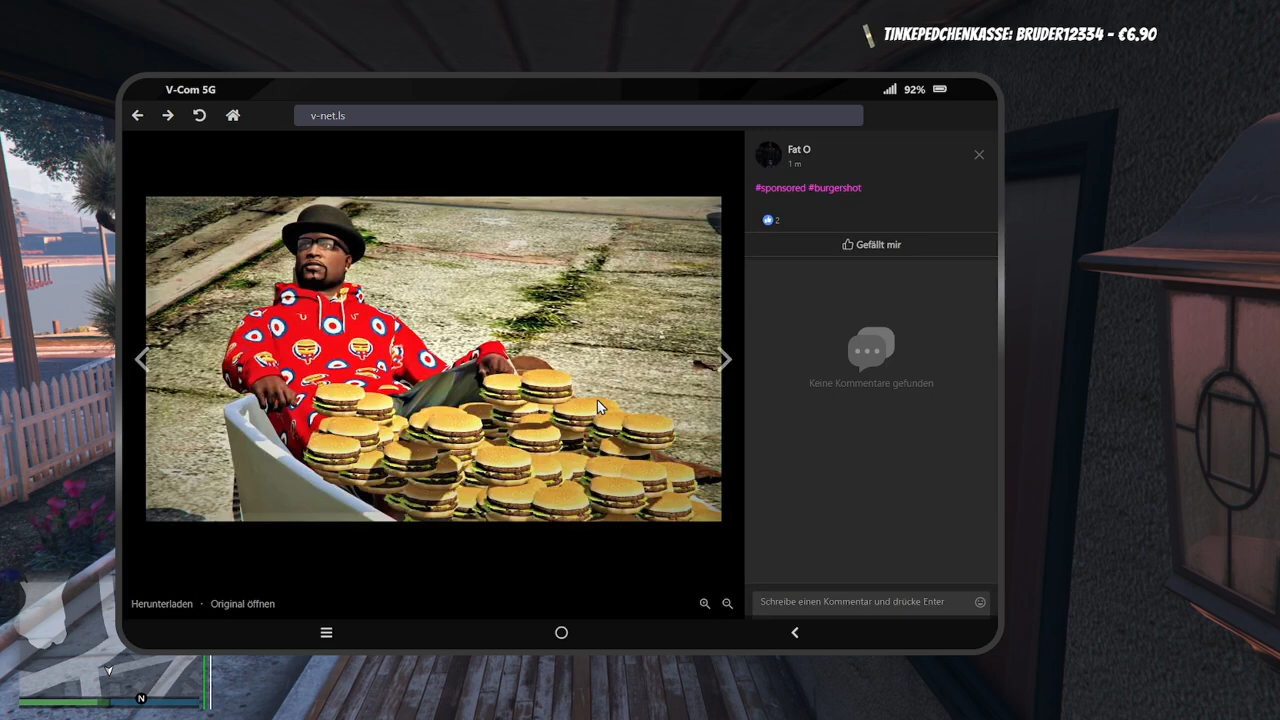 TINKEPEDCHENKASSE: BRUDER12334 - €6.90
V-Com 5G
92%
v-net.ls
Fat O
1 m
#sponsored #burgershot
2
Gefällt mir
Keine Kommentare gefunden
Herunterladen - Original öffnen
Schreibe einen Kommentar und drücke Enter
N